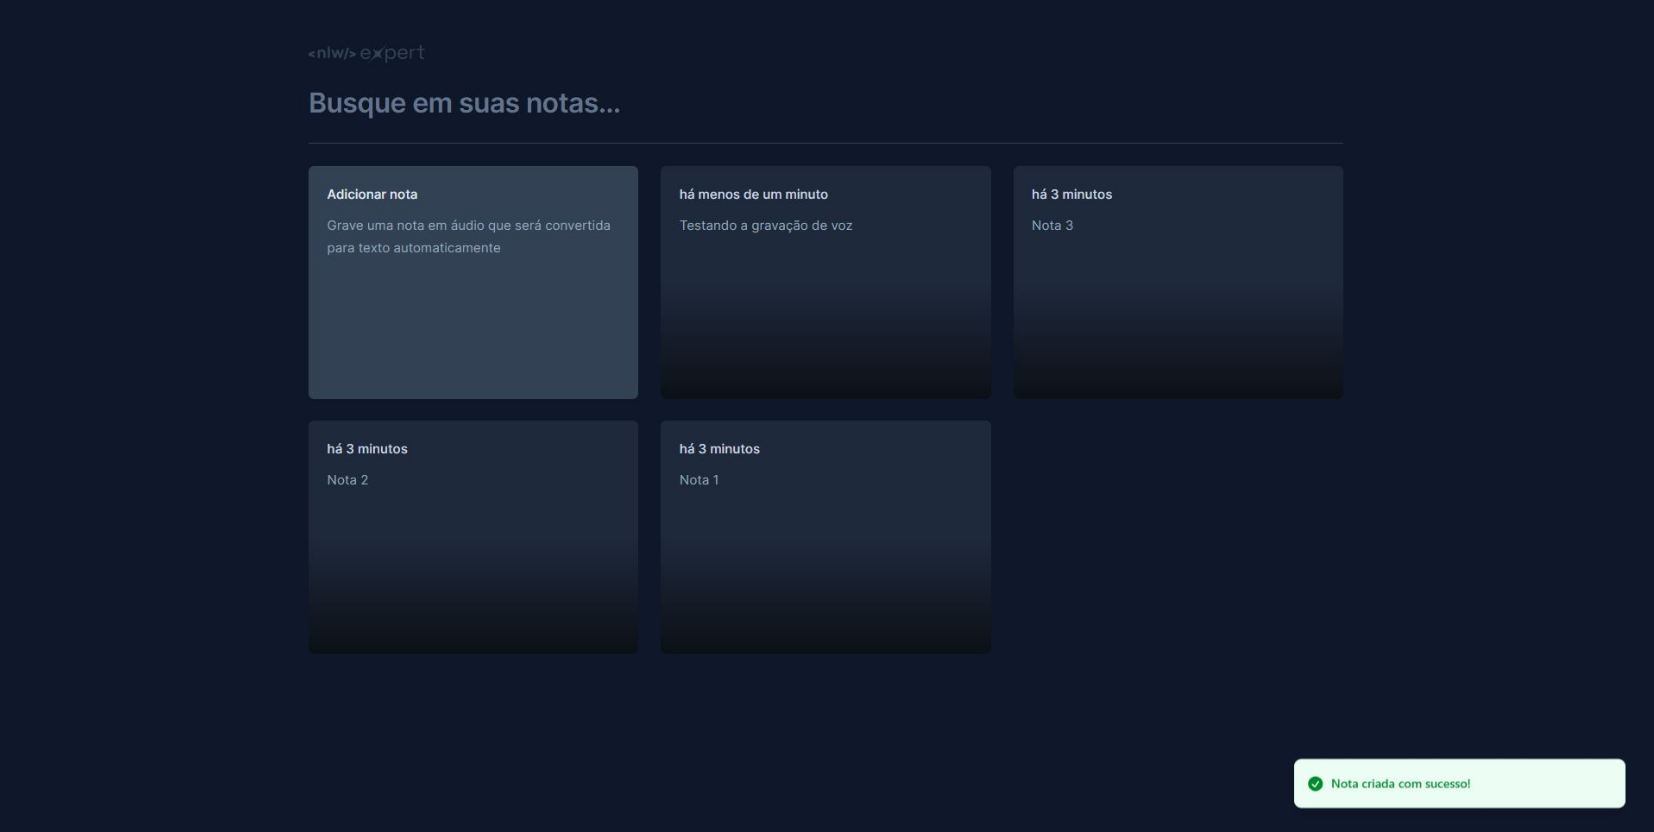 <nlw/> expert
Busque em suas notas...
Adicionar nota
Grave uma nota em áudio que será convertida
para texto automaticamente
há menos de um minuto
Testando a gravação de voz
há 3 minutos
Nota 3
há 3 minutos
Nota 2
há 3 minutos
Nota 1
Nota criada com sucesso!